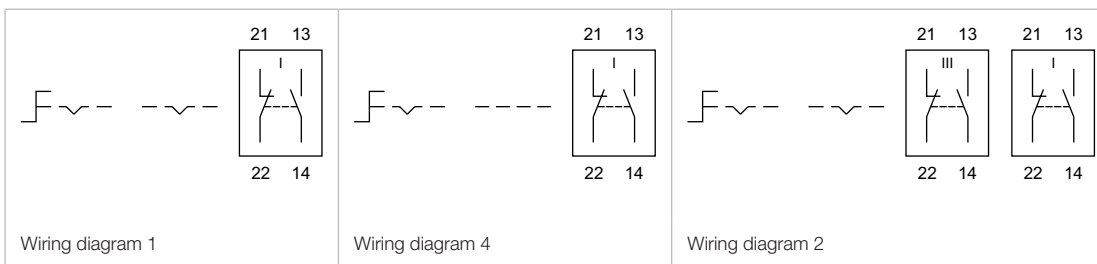 21 13
I
22 14
Wiring diagram 1
21 13
I
22 14
Wiring diagram 4
21 13
III
22 14
21 13
I
22 14
Wiring diagram 2